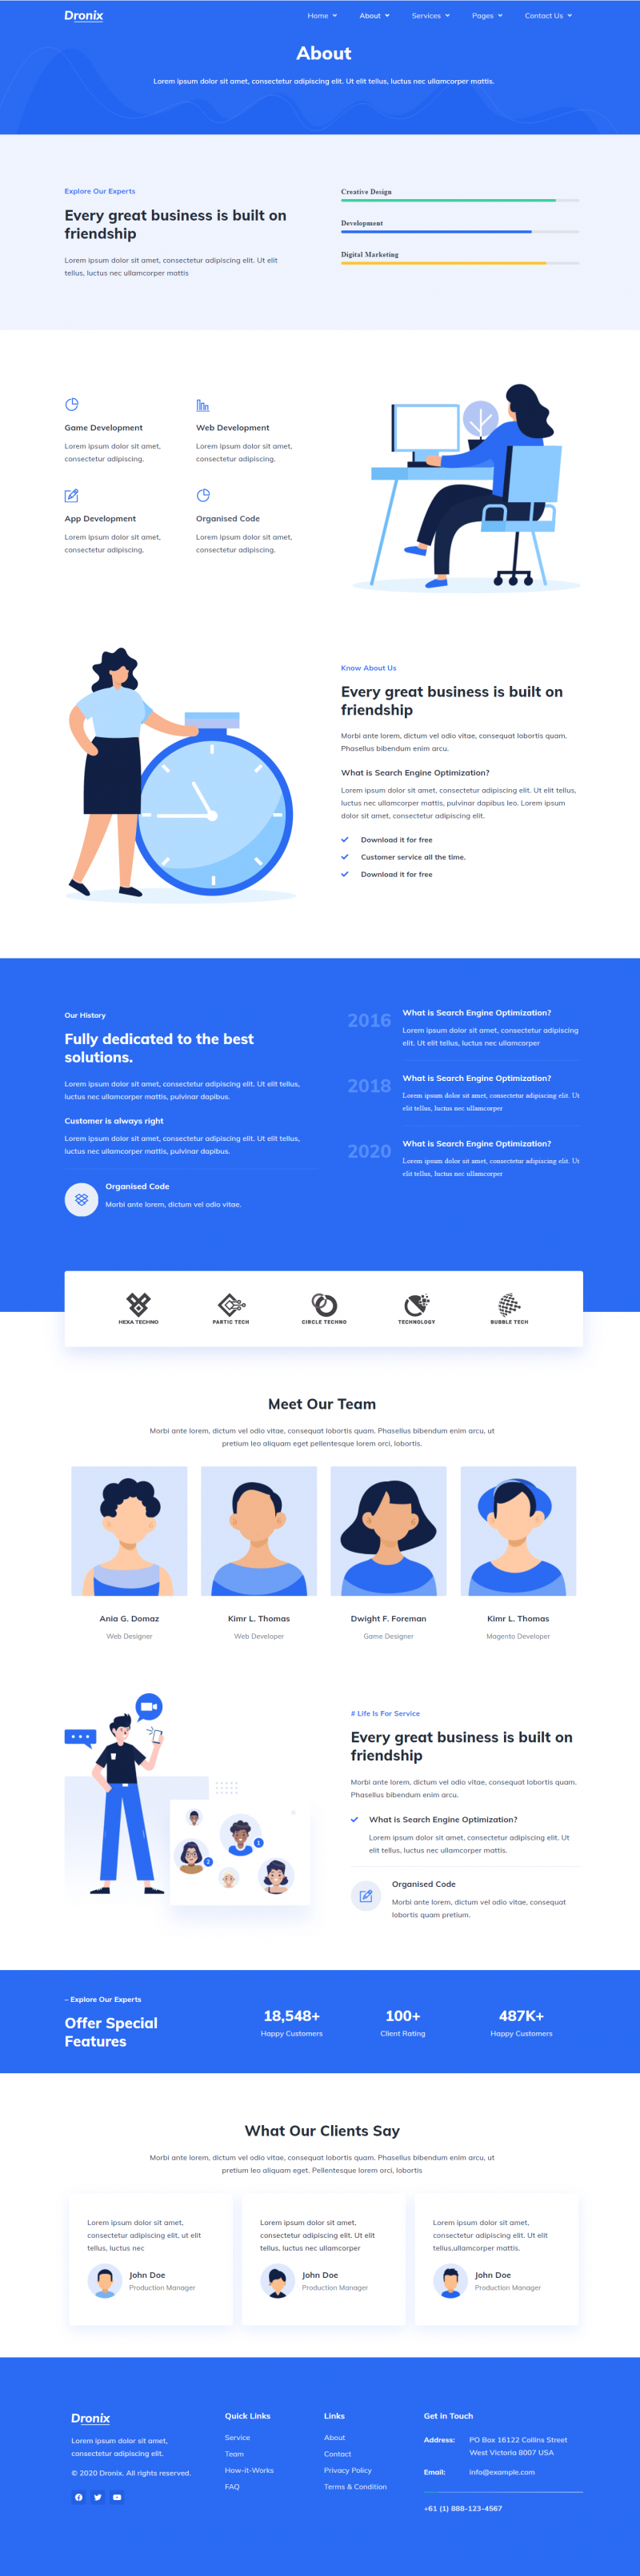 Dronix
Home
About
Services
Pages
Contact Us
About
Lorem ipsum dolor sit amet, consectetur adipiscing elit. Ut elit tellus, luctus nec ullamcorper mattis.
Explore Our Experts
Every great business is built on
friendship
Lorem ipsum dolor sit amet, consectetur adipiscing elit. Ut elit
tellus, luctus nec ullamcorper mattis
Creative Design
Development
Digital Marketing
Game Development
Lorem ipsum dolor sit amet,
consectetur adipiscing.
Web Development
Lorem ipsum dolor sit amet,
consectetur adipiscing.
App Development
Lorem ipsum dolor sit amet,
consectetur adipiscing.
Organised Code
Lorem ipsum dolor sit amet,
consectetur adipiscing.
Know About Us
Every great business is built on
friendship
Morbi ante lorem, dictum vel odio vitae, consequat lobortis quam.
Phasellus bibendum enim arcu.
What is Search Engine Optimization?
Lorem ipsum dolor sit amet, consectetur adipiscing elit. Ut elit tellus,
luctus nec ullamcorper mattis, pulvinar dapibus leo. Lorem ipsum
dolor sit amet, consectetur adipiscing elit.
Download it for free
Customer service all the time.
Download it for free
Our History
Fully dedicated to the best
solutions.
Lorem ipsum dolor sit amet, consectetur adipiscing elit. Ut elit tellus,
luctus nec ullamcorper mattis, pulvinar dapibus.
Customer is always right
Lorem ipsum dolor sit amet, consectetur adipiscing elit. Ut elit tellus,
luctus nec ullamcorper mattis, pulvinar dapibus.
Organised Code
Morbi ante lorem, dictum vel odio vitae.
2016
What is Search Engine Optimization?
Lorem ipsum dolor sit amet, consectetur adipiscing
elit. Ut elit tellus, luctus nec ullamcorper
2018
What is Search Engine Optimization?
Lorem ipsum dolor sit amet, consectetur adipiscing elit. Ut
elit tellus, luctus nec ullamcorper
2020
What is Search Engine Optimization?
Lorem ipsum dolor sit amet, consectetur adipiscing elit. Ut
elit tellus, luctus nec ullamcorper
HEXA TECHNO
PARTIC TECH
CIRCLE TECHNO
TECHNOLOGY
BUBBLE TECH
Meet Our Team
Morbi ante lorem, dictum vel odio vitae, consequat lobortis quam. Phasellus bibendum enim arcu, ut
pretium leo aliquam eget pellentesque lorem orci, lobortis.
Ania G. Domaz
Web Designer
Kimr L. Thomas
Web Developer
Dwight F. Foreman
Game Designer
Kimr L. Thomas
Magento Developer
1
2
# Life Is For Service
Every great business is built on
friendship
Morbi ante lorem, dictum vel odio vitae, consequat lobortis quam.
Phasellus bibendum enim arcu.
What is Search Engine Optimization?
Lorem ipsum dolor sit amet, consectetur adipiscing elit. Ut
elit tellus, luctus nec ullamcorper mattis.
Organised Code
Morbi ante lorem, dictum vel odio vitae, consequat
lobortis quam pretium.
– Explore Our Experts
Offer Special
Features
18,548+
Happy Customers
100+
Client Rating
487K+
Happy Customers
What Our Clients Say
Morbi ante lorem, dictum vel odio vitae, consequat lobortis quam. Phasellus bibendum enim arcu, ut
pretium leo aliquam eget. Pellentesque lorem orci, lobortis
Lorem ipsum dolor sit amet,
consectetur adipiscing elit, ut elit
tellus, luctus nec
John Doe
Production Manager
Lorem ipsum dolor sit amet,
consectetur adipiscing elit. Ut elit
tellus, luctus nec ullamcorper
John Doe
Production Manager
Lorem ipsum dolor sit amet,
consectetur adipiscing elit. Ut elit
tellus,ullamcorper mattis.
John Doe
Production Manager
Dronix
Lorem ipsum dolor sit amet,
consectetur adipiscing elit.
© 2020 Dronix. All rights reserved.
Quick Links
Service
Team
How-it-Works
FAQ
Links
About
Contact
Privacy Policy
Terms & Condition
Get in Touch
Address: PO Box 16122 Collins Street
West Victoria 8007 USA
Email: info@example.com
+61 (1) 888-123-4567